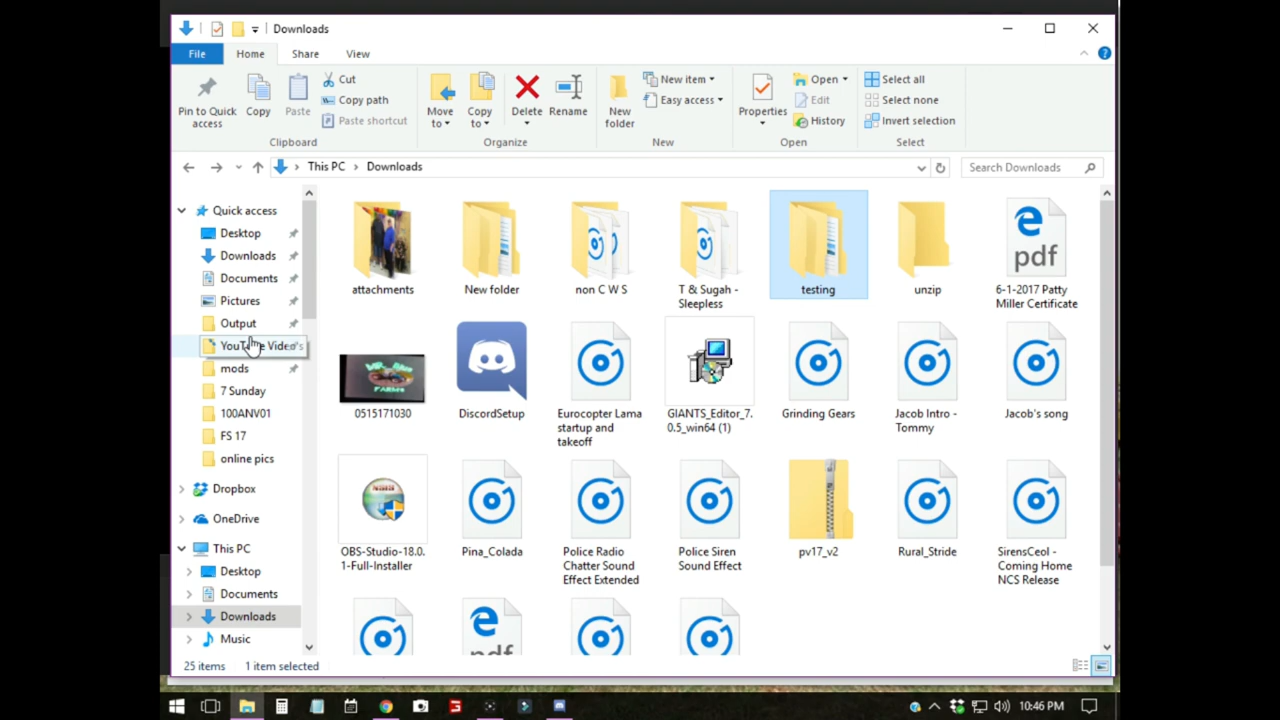 Downloads
File Home Share View
Pin to Quick access
Copy
Paste
Cut
Copy path
Paste shortcut
Clipboard
Move to
Copy to
Delete
Rename
Organize
New folder
New item
Easy access
New
Properties
Open
Edit
History
Open
Select all
Select none
Invert selection
Select
This PC > Downloads
Search Downloads
Quick access
Desktop
Downloads
Documents
Pictures
Output
YouTube Video's
mods
7 Sunday
100ANV01
FS 17
online pics
Dropbox
OneDrive
This PC
Desktop
Documents
Downloads
Music
attachments
New folder
non C W S
T & Sugah -
Sleepless
testing
unzip
pdf
6-1-2017 Patty
Miller Certificate
0515171030
DiscordSetup
Eurocopter Lama
startup and
takeoff
GIANTS_Editor_7.
0.5_win64 (1)
Grinding Gears
Jacob Intro -
Tommy
Jacob's song
OBS-Studio-18.0.
1-Full-Installer
Pina_Colada
Police Radio
Chatter Sound
Effect Extended
Police Siren
Sound Effect
pv17_v2
Rural_Stride
SirensCeol -
Coming Home
NCS Release
pdf
25 items 1 item selected
10:46 PM